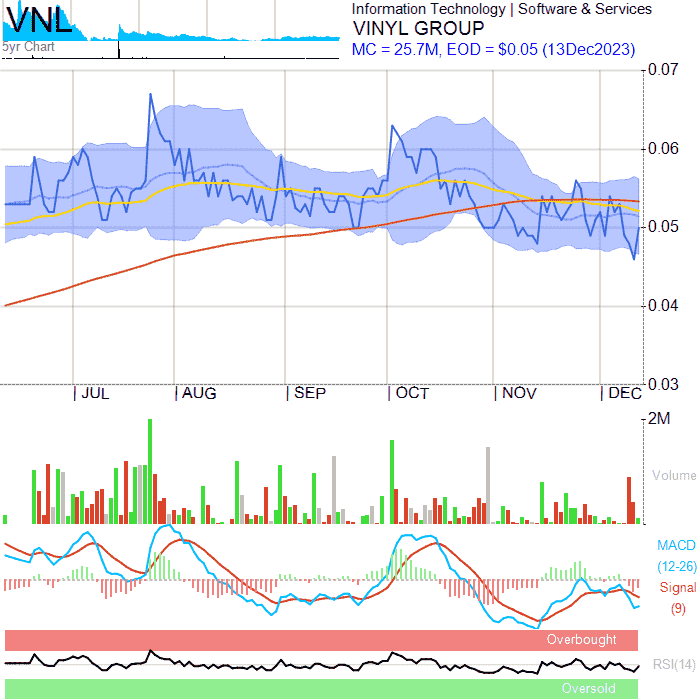 VNL
5yr Chart
Information Technology | Software & Services
VINYL GROUP
MC = 25.7M, EOD = $0.05 (13Dec2023)
0.07
0.06
0.05
0.04
0.03
JUL AUG SEP OCT NOV DEC
2M
Volume
MACD
(12-26)
Signal
(9)
Overbought
RSI(14)
Oversold